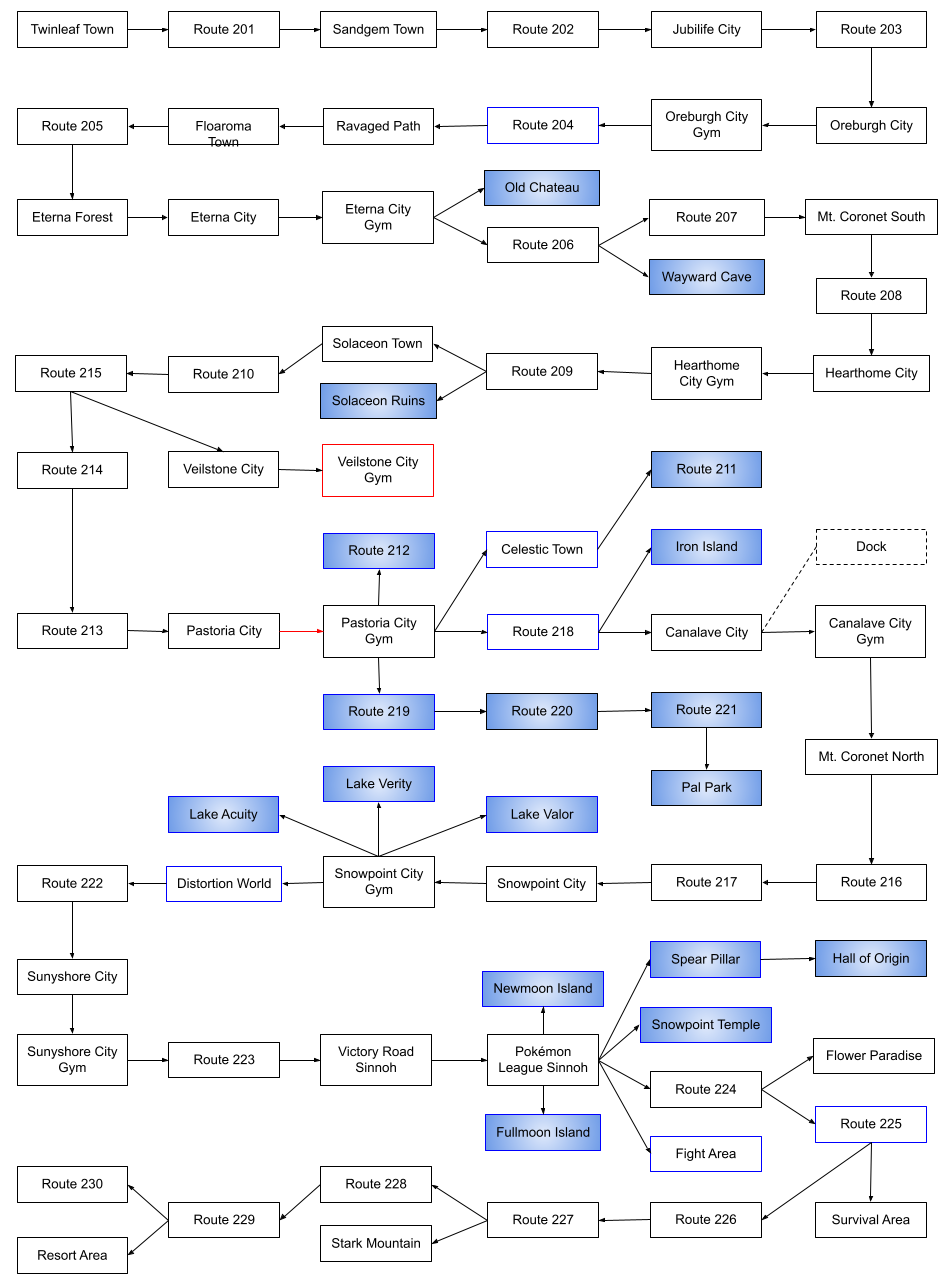 Twinleaf Town
Route 201
Sandgem Town
Route 202
Jubilife City
Route 203
Route 205
Floaroma
Town
Ravaged Path
Route 204
Oreburgh City
Gym
Oreburgh City
Eterna Forest
Eterna City
Eterna City
Gym
Old Chateau
Route 206
Route 207
Wayward Cave
Mt. Coronet South
Route 208
Route 215
Route 210
Solaceon Town
Solaceon Ruins
Route 209
Hearthome
City Gym
Hearthome City
Route 214
Veilstone City
Veilstone City
Gym
Route 211
Route 212
Celestic Town
Iron Island
Dock
Route 213
Pastoria City
Pastoria City
Gym
Route 218
Canalave City
Canalave City
Gym
Route 219
Route 220
Route 221
Mt. Coronet North
Lake Acuity
Lake Verity
Lake Valor
Pal Park
Route 222
Distortion World
Snowpoint City
Gym
Snowpoint City
Route 217
Route 216
Sunyshore City
Newmoon Island
Spear Pillar
Hall of Origin
Snowpoint Temple
Sunyshore City
Gym
Route 223
Victory Road
Sinnoh
Pokémon
League Sinnoh
Route 224
Flower Paradise
Route 225
Fullmoon Island
Fight Area
Route 230
Route 229
Route 228
Route 227
Route 226
Survival Area
Resort Area
Stark Mountain